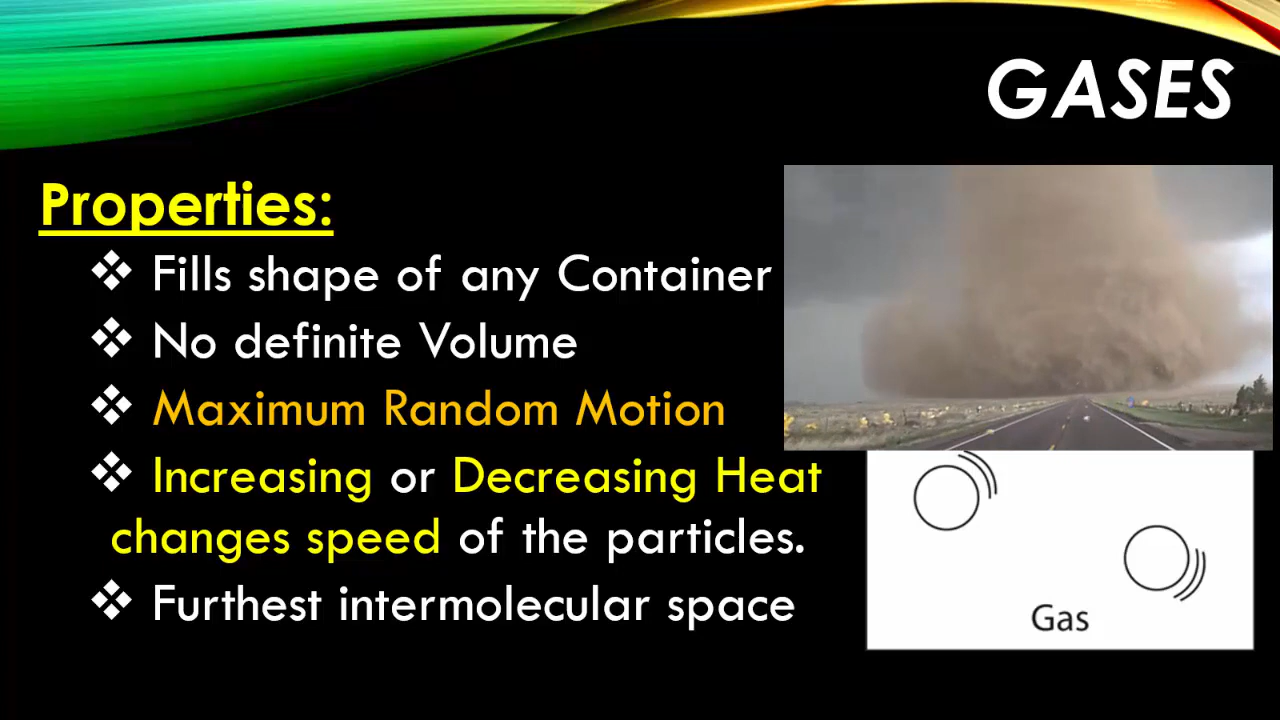 GASES
Properties:
❖ Fills shape of any Container
❖ No definite Volume
❖ Maximum Random Motion
❖ Increasing or Decreasing Heat
changes speed of the particles.
❖ Furthest intermolecular space
Gas